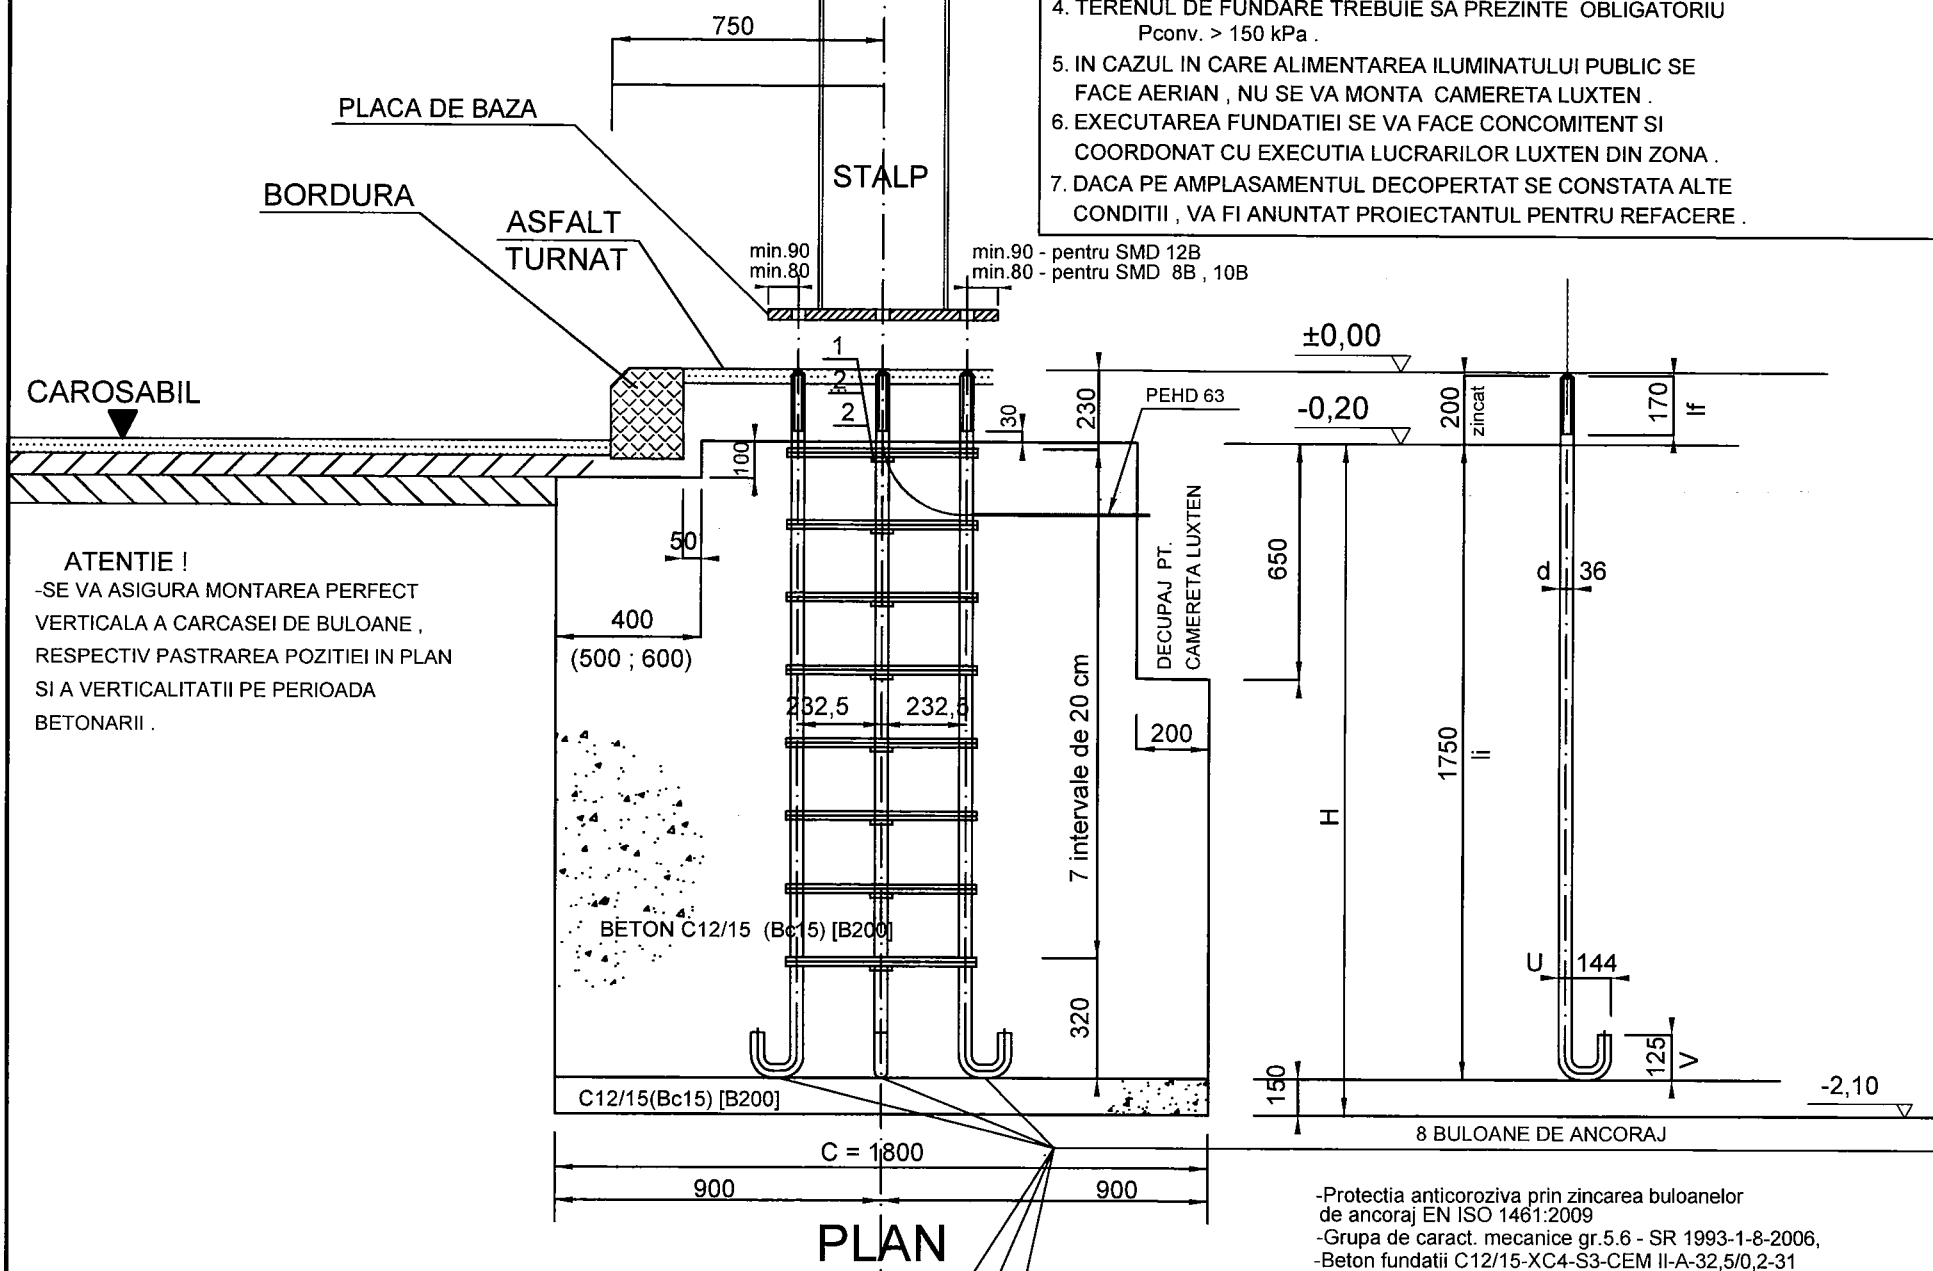 4. TERENUL DE FUNDARE TREBUIE SA PREZINTE OBLIGATORIU
Pconv. > 150 kPa .
5. IN CAZUL IN CARE ALIMENTAREA ILUMINATULUI PUBLIC SE
FACE AERIAN , NU SE VA MONTA CAMERETA LUXTEN .
6. EXECUTAREA FUNDATIEI SE VA FACE CONCOMITENT SI
COORDONAT CU EXECUTIA LUCRARILOR LUXTEN DIN ZONA .
7. DACA PE AMPLASAMENTUL DECOPERTAT SE CONSTATA ALTE
CONDITII , VA FI ANUNTAT PROIECTANTUL PENTRU REFACERE .
750
PLACA DE BAZA
STALP
BORDURA
ASFALT
TURNAT
min.90
min.80
min.90 - pentru SMD 12B
min.80 - pentru SMD 8B , 10B
CAROSABIL
1
2
2
30
230
PEHD 63
±0,00
-0,20
200
zincat
170
lf
100
50
400
(500 ; 600)
ATENTIE !
-SE VA ASIGURA MONTAREA PERFECT
VERTICALA A CARCASEI DE BULOANE ,
RESPECTIV PASTRAREA POZITIEI IN PLAN
SI A VERTICALITATII PE PERIOADA
BETONARII .
DECUPAJ PT.
CAMERETA LUXTEN
650
d
36
232,5
232,5
200
7 intervale de 20 cm
1750
li
H
BETON C12/15 (Bc15) [B200]
U
144
320
125
V
150
C12/15(Bc15) [B200]
-2,10
8 BULOANE DE ANCORAJ
C = 1800
900
900
PLAN
-Protectia anticoroziva prin zincarea buloanelor
de ancoraj EN ISO 1461:2009
-Grupa de caract. mecanice gr.5.6 - SR 1993-1-8-2006,
-Beton fundatii C12/15-XC4-S3-CEM II-A-32,5/0,2-31